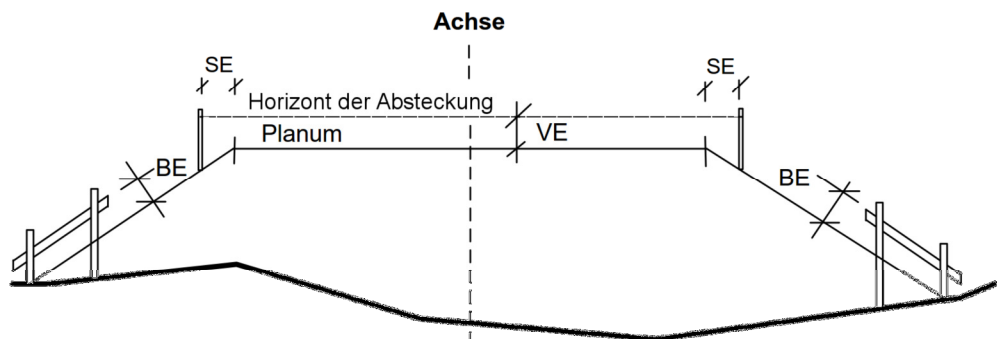 Achse
SE
SE
Horizont der Absteckung
Planum
VE
BE
BE